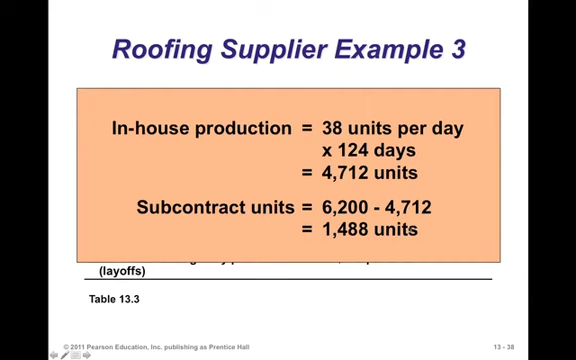 Roofing Supplier Example 3
In-house production = 38 units per day
x 124 days
= 4,712 units
Subcontract units = 6,200 - 4,712
= 1,488 units
(layoffs)
Table 13.3
© 2011 Pearson Education, Inc. publishing as Prentice Hall
13 - 38